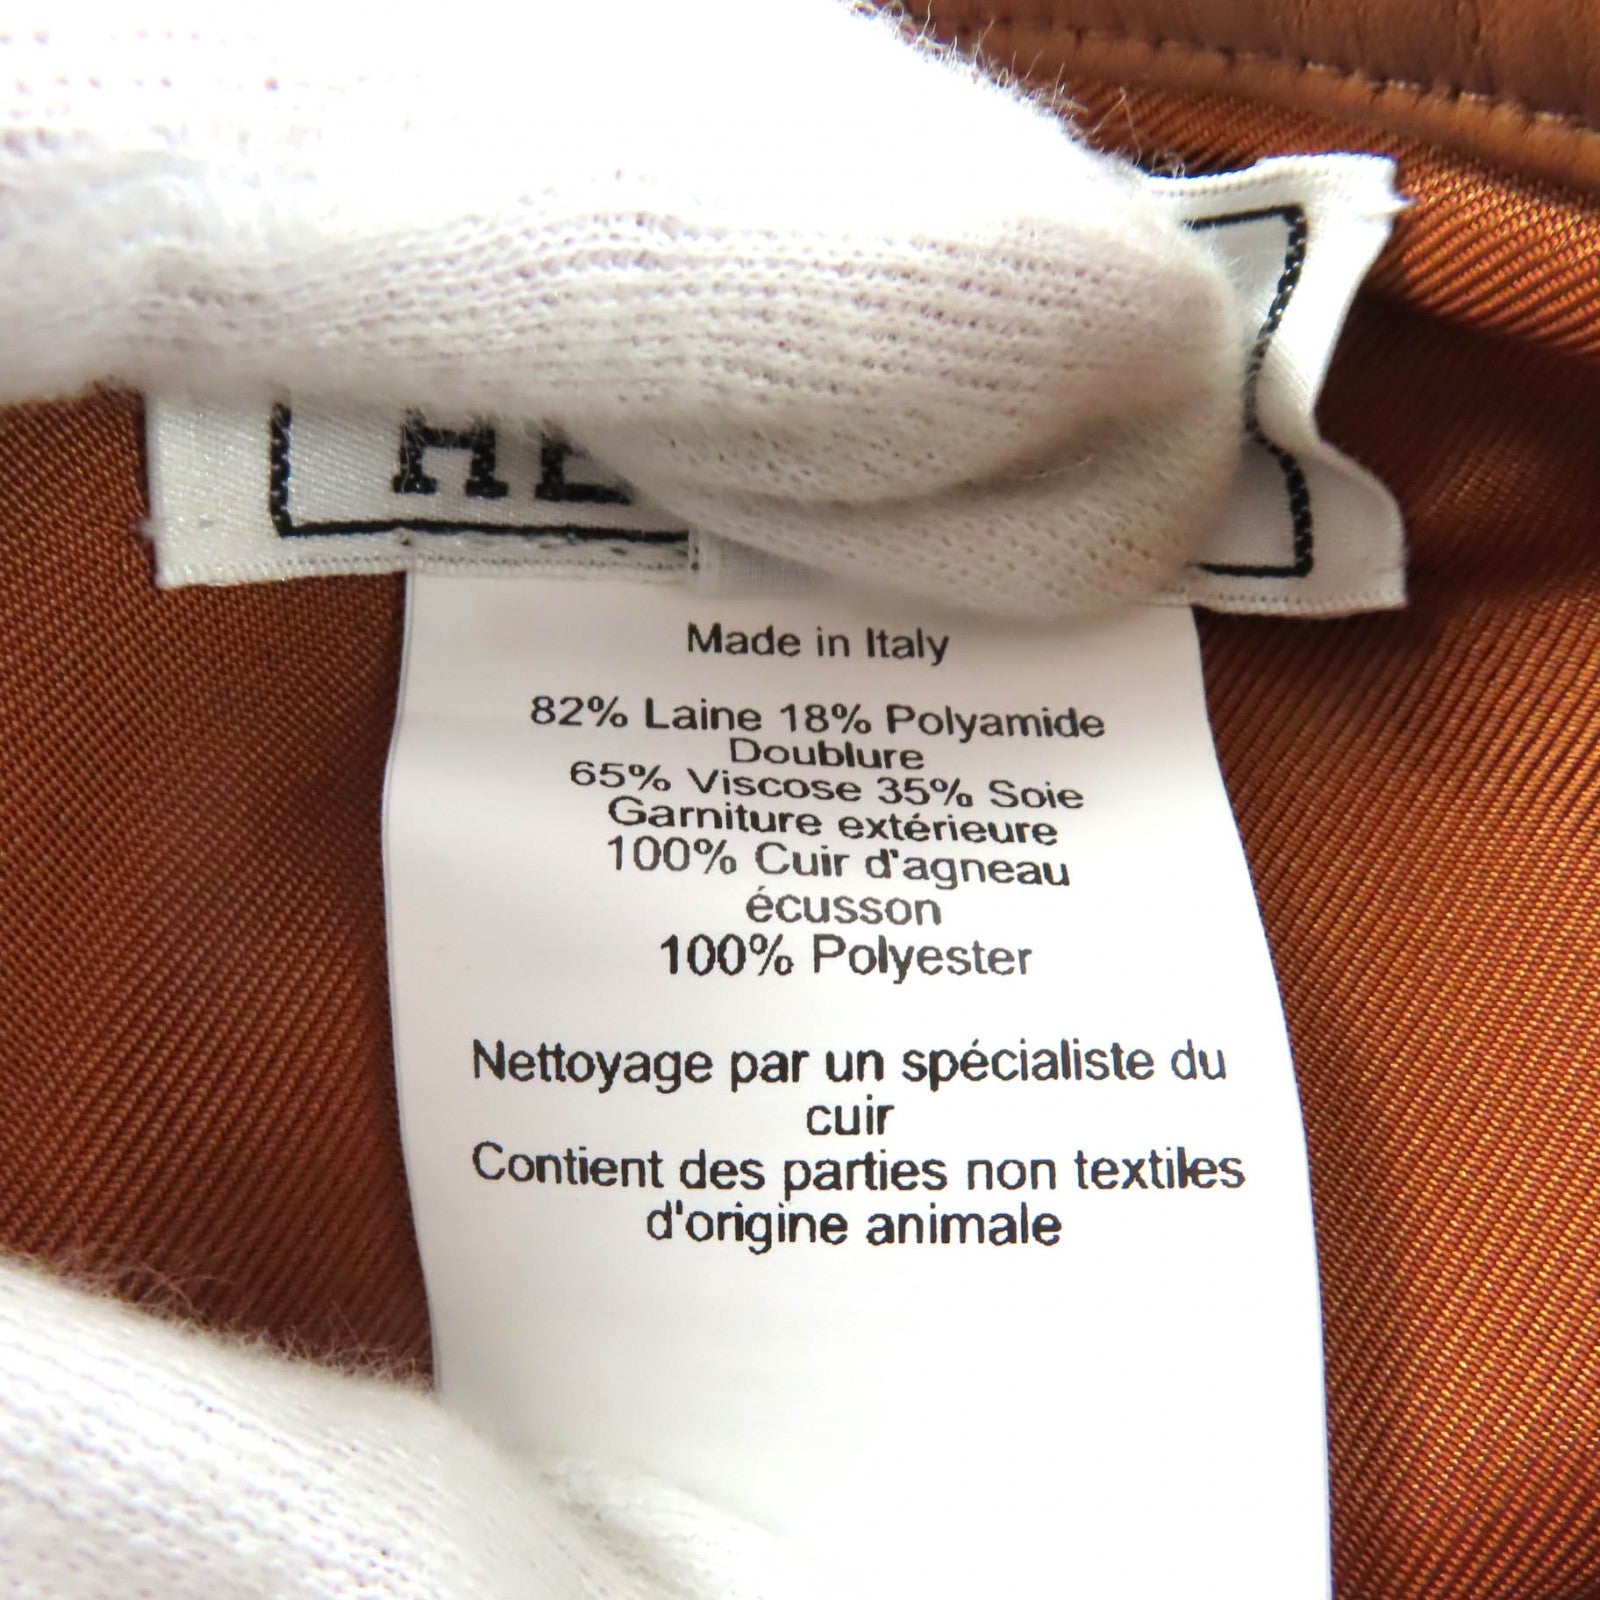 Made in Italy
82% Laine 18% Polyamide
Doublure
65% Viscose 35% Soie
Garniture extérieure
100% Cuir d'agneau
écusson
100% Polyester
Nettoyage par un spécialiste du
cuir
Contient des parties non textiles
d'origine animale